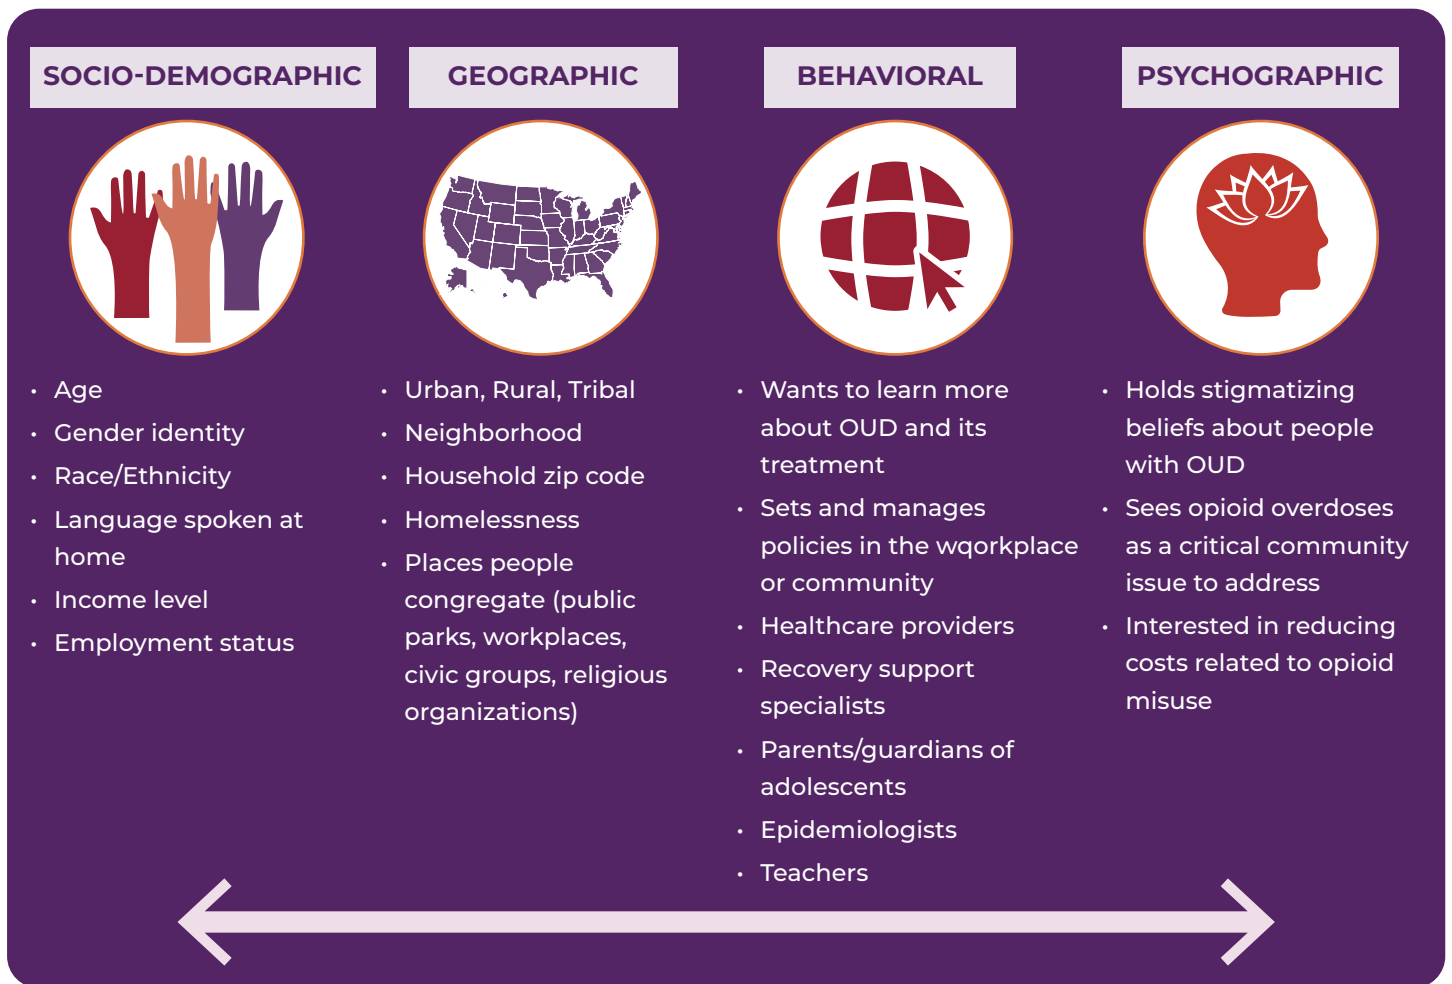 SOCIO-DEMOGRAPHIC
• Age
• Gender identity
• Race/Ethnicity
• Language spoken at
home
• Income level
• Employment status
GEOGRAPHIC
• Urban, Rural, Tribal
• Neighborhood
• Household zip code
• Homelessness
• Places people
congregate (public
parks, workplaces,
civic groups, religious
organizations)
BEHAVIORAL
• Wants to learn more
about OUD and its
treatment
• Sets and manages
policies in the wqorkplace
or community
• Healthcare providers
• Recovery support
specialists
• Parents/guardians of
adolescents
• Epidemiologists
• Teachers
PSYCHOGRAPHIC
• Holds stigmatizing
beliefs about people
with OUD
• Sees opioid overdoses
as a critical community
issue to address
• Interested in reducing
costs related to opioid
misuse